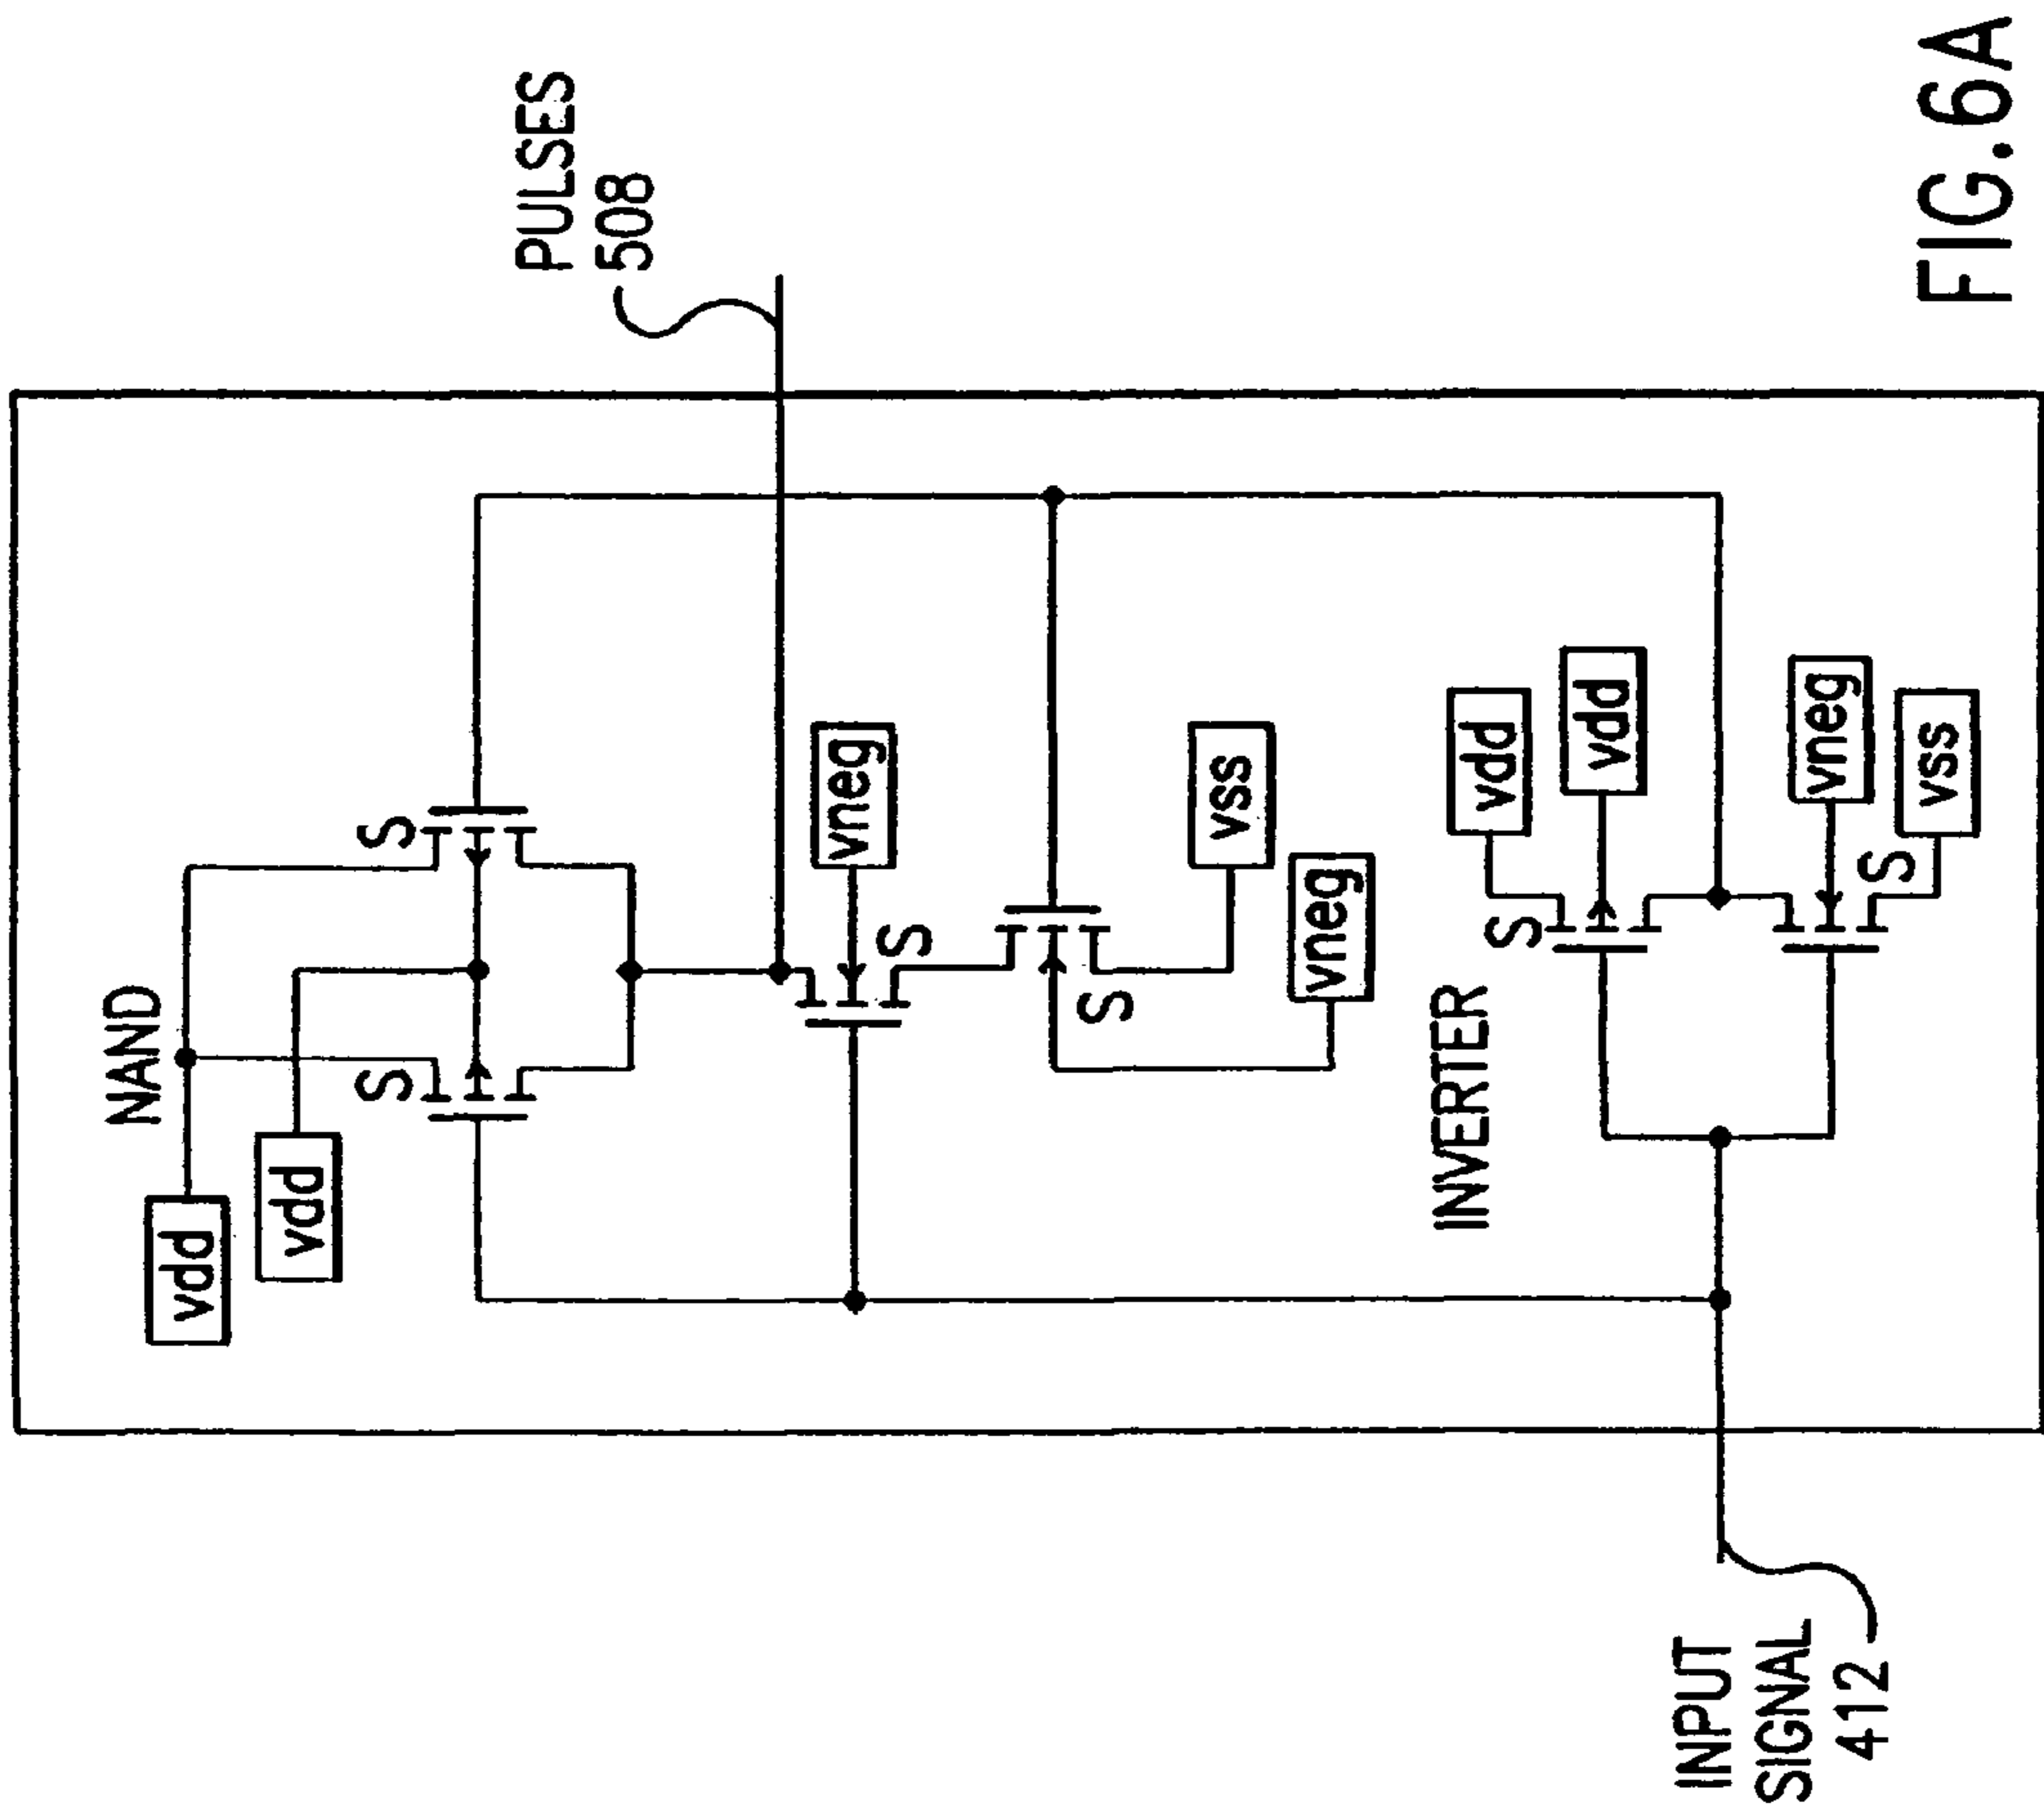 NAND
vdd
vdd
S
S
PULSES
508
vneg
S
S
vss
vneg
INVERTER
vdd
S
vdd
vneg
S
vss
INPUT
SIGNAL
412
FIG.6A